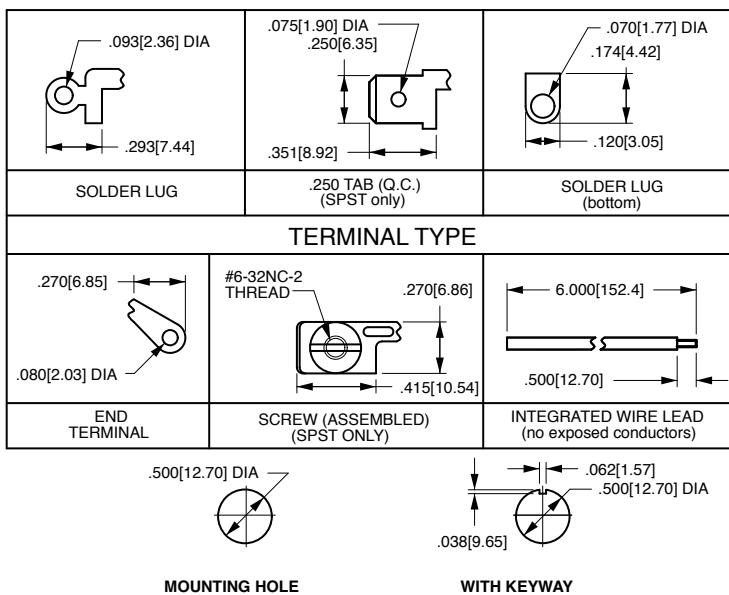 .093[2.36] DIA
.293[7.44]
SOLDER LUG
.075[1.90] DIA
.250[6.35]
.351[8.92]
.250 TAB (Q.C.)
(SPST only)
.070[1.77] DIA
.174[4.42]
.120[3.05]
SOLDER LUG
(bottom)
TERMINAL TYPE
.270[6.85]
.080[2.03] DIA
END
TERMINAL
#6-32NC-2
THREAD
.270[6.86]
.415[10.54]
SCREW (ASSEMBLED)
(SPST ONLY)
6.000[152.4]
.500[12.70]
INTEGRATED WIRE LEAD
(no exposed conductors)
.500[12.70] DIA
MOUNTING HOLE
.062[1.57]
.500[12.70] DIA
.038[9.65]
WITH KEYWAY